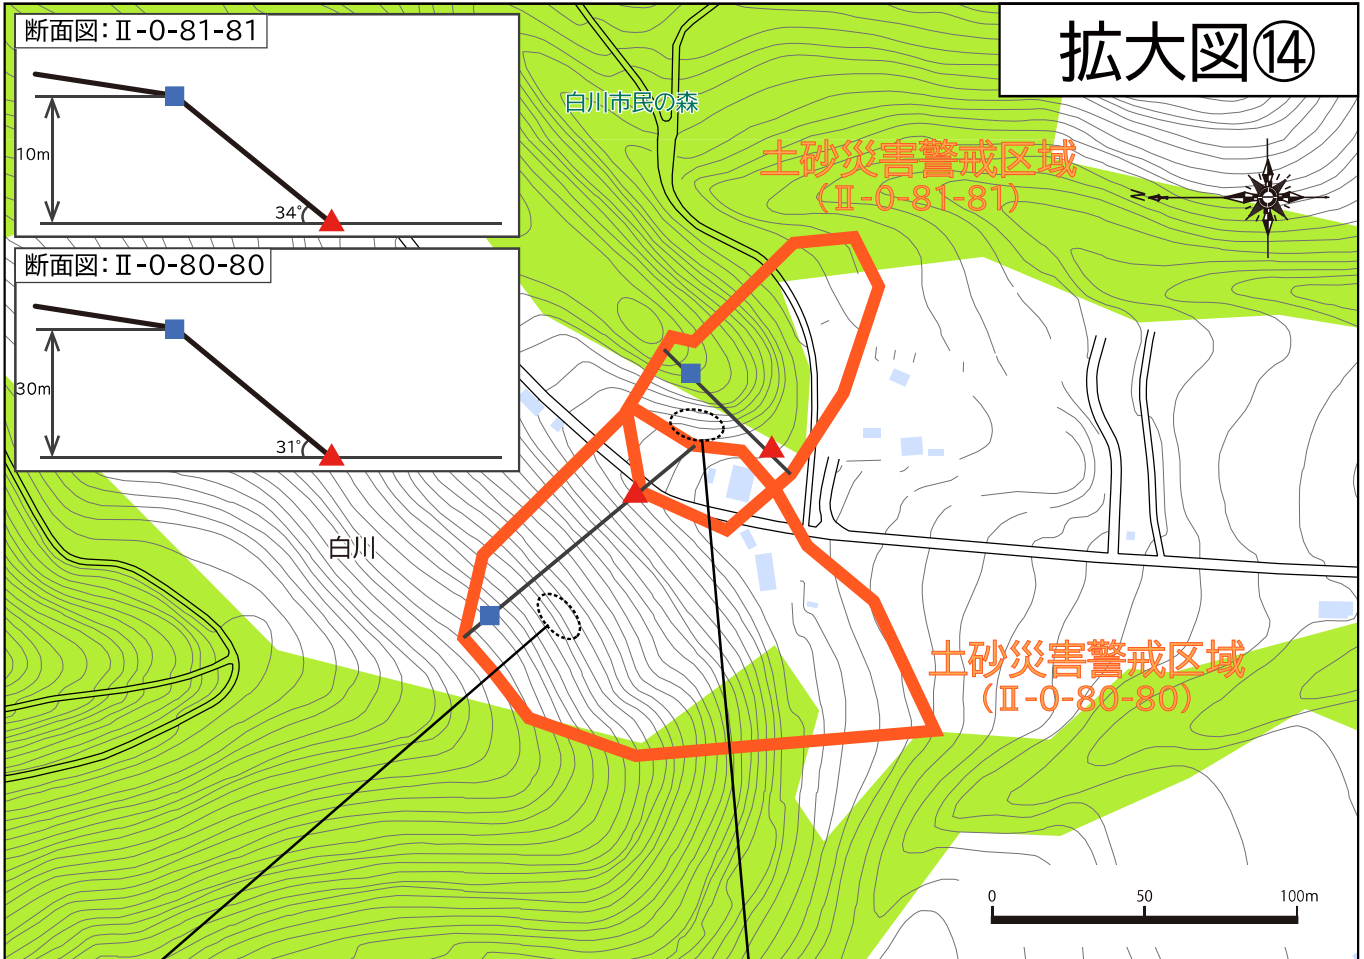 断面図：Ⅱ-0-81-81
10m
34°
断面図：Ⅱ-0-80-80
30m
31°
拡大図⑭
白川市民の森
土砂災害警戒区域
（Ⅱ-0-81-81）
N
白川
土砂災害警戒区域
（Ⅱ-0-80-80）
0 50 100m